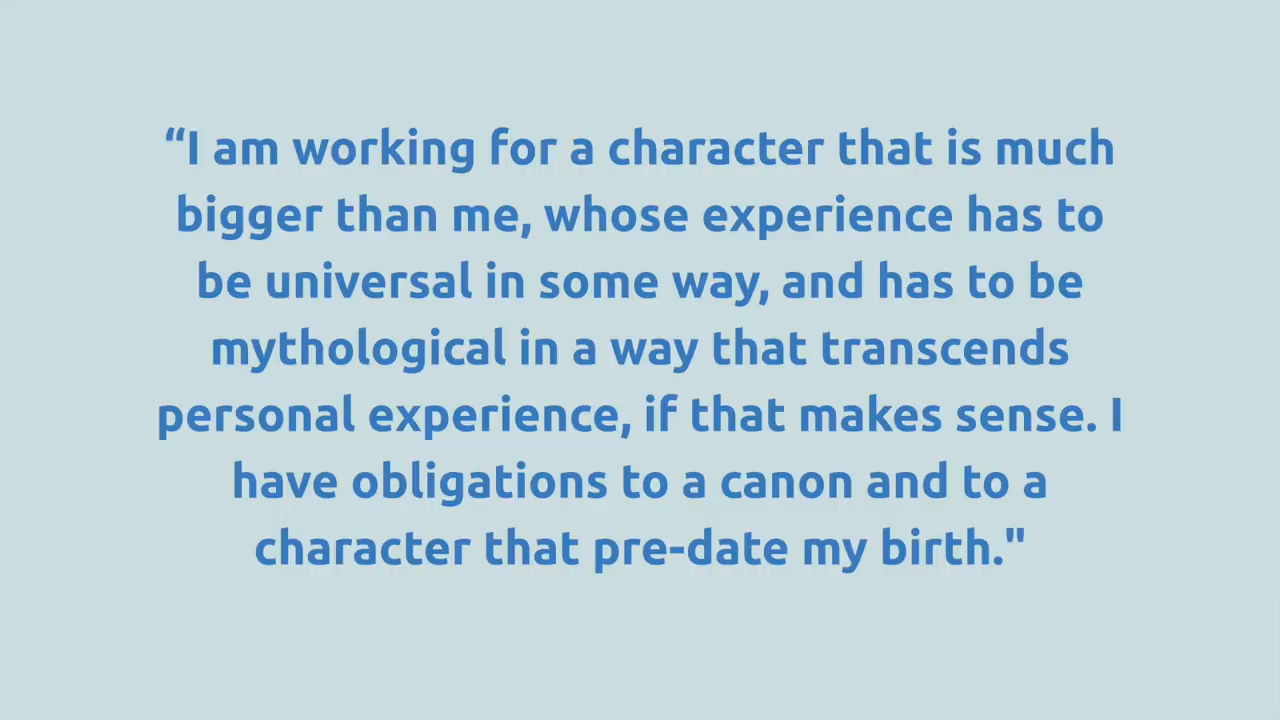 “I am working for a character that is much
bigger than me, whose experience has to
be universal in some way, and has to be
mythological in a way that transcends
personal experience, if that makes sense. I
have obligations to a canon and to a
character that pre-date my birth."